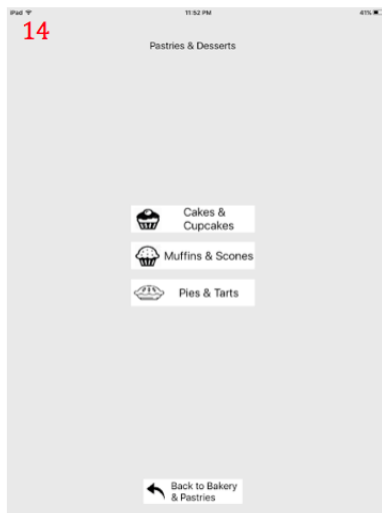 iPad 11:52 PM 41%
14
Pastries & Desserts
Cakes &
Cupcakes
Muffins & Scones
Pies & Tarts
Back to Bakery
& Pastries